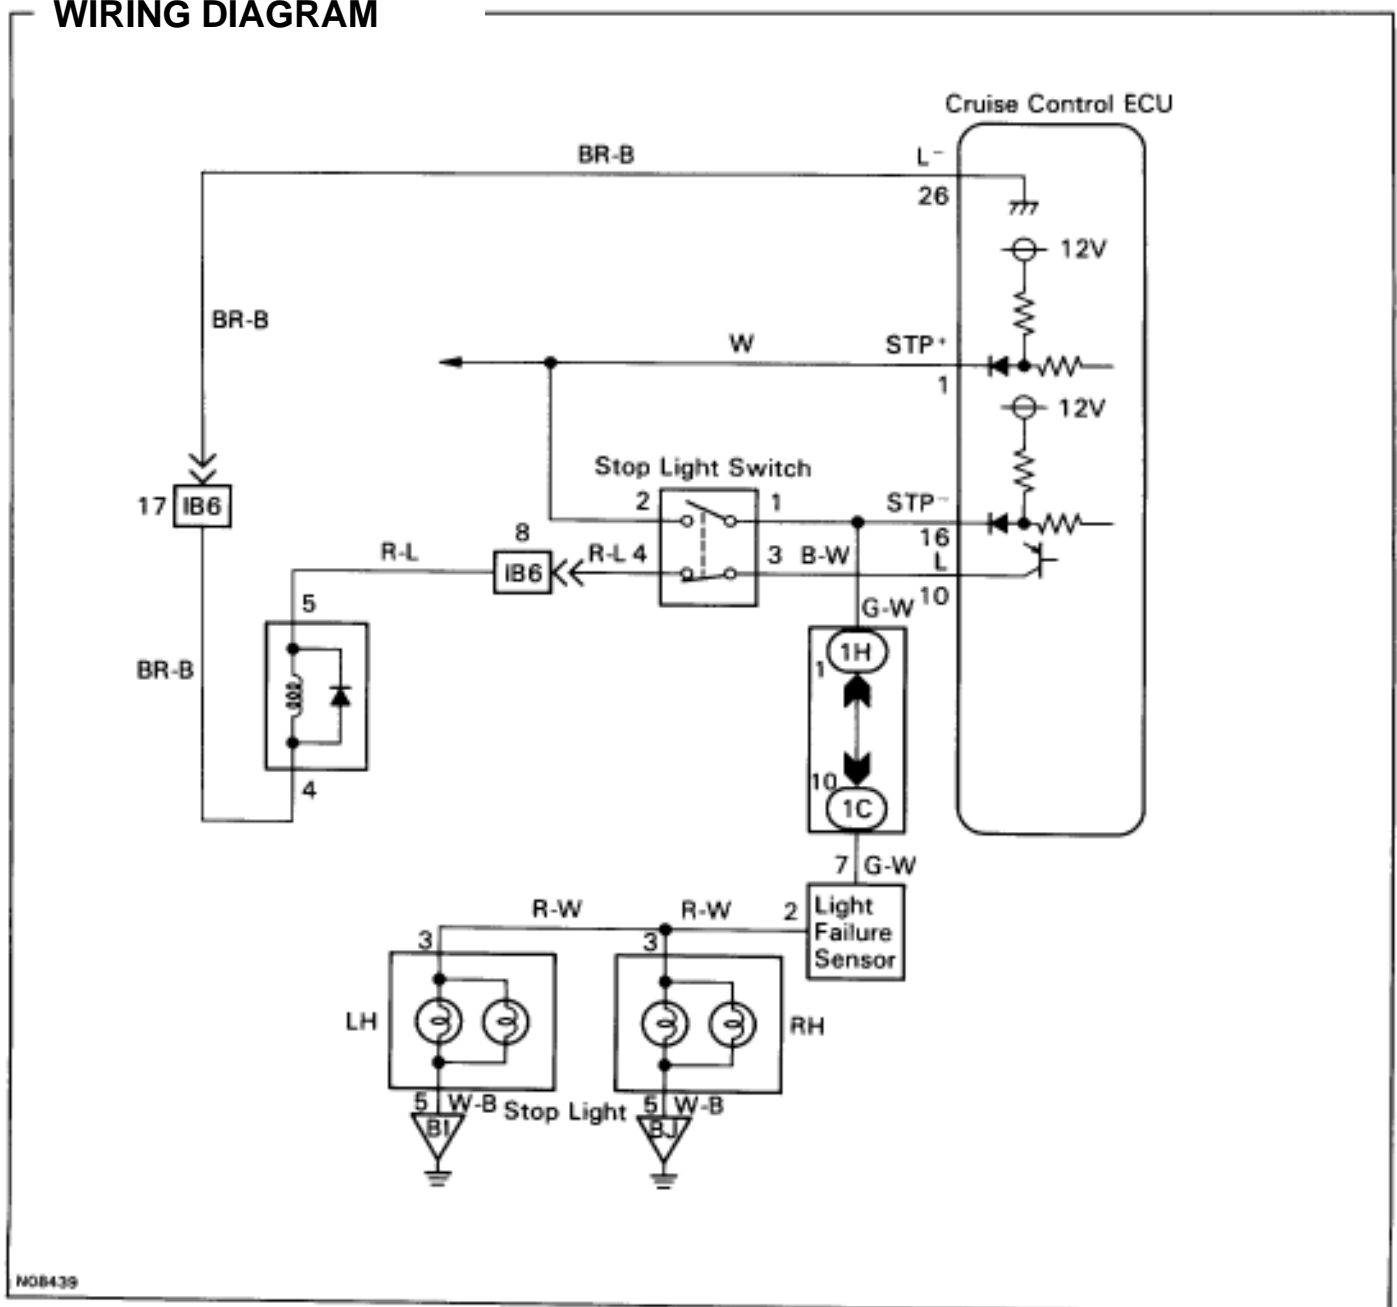 WIRING DIAGRAM
Cruise Control ECU
BR-B
L⁻
26
12V
BR-B
W
STP⁺
1
12V
Stop Light Switch
2
1
STP⁻
16
17 IB6
8
R-L
IB6
R-L 4
3 B-W
L
10
5
G-W
1H
1
BR-B
10
1C
4
7 G-W
R-W
R-W
2
Light
Failure
Sensor
3
3
LH
RH
5 W-B
Stop Light
5 W-B
BI
BJ
N08439